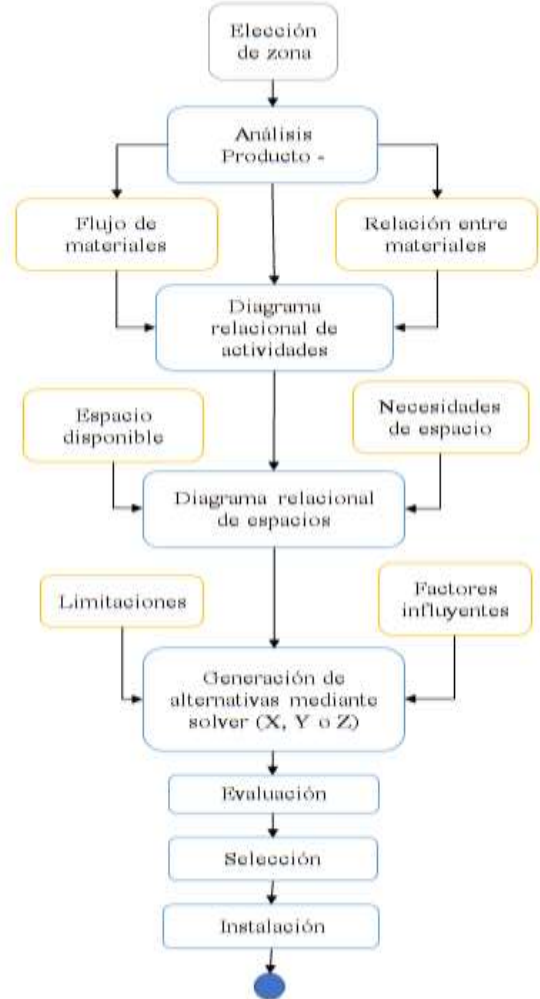 Elección
de zona
Análisis
Producto -
Flujo de
materiales
Relación entre
materiales
Diagrama
relacional de
actividades
Espacio
disponible
Necesidades
de espacio
Diagrama relacional
de espacios
Limitaciones
Factores
influyentes
Generación de
alternativas mediante
solver (X, Y o Z)
Evaluación
Selección
Instalación